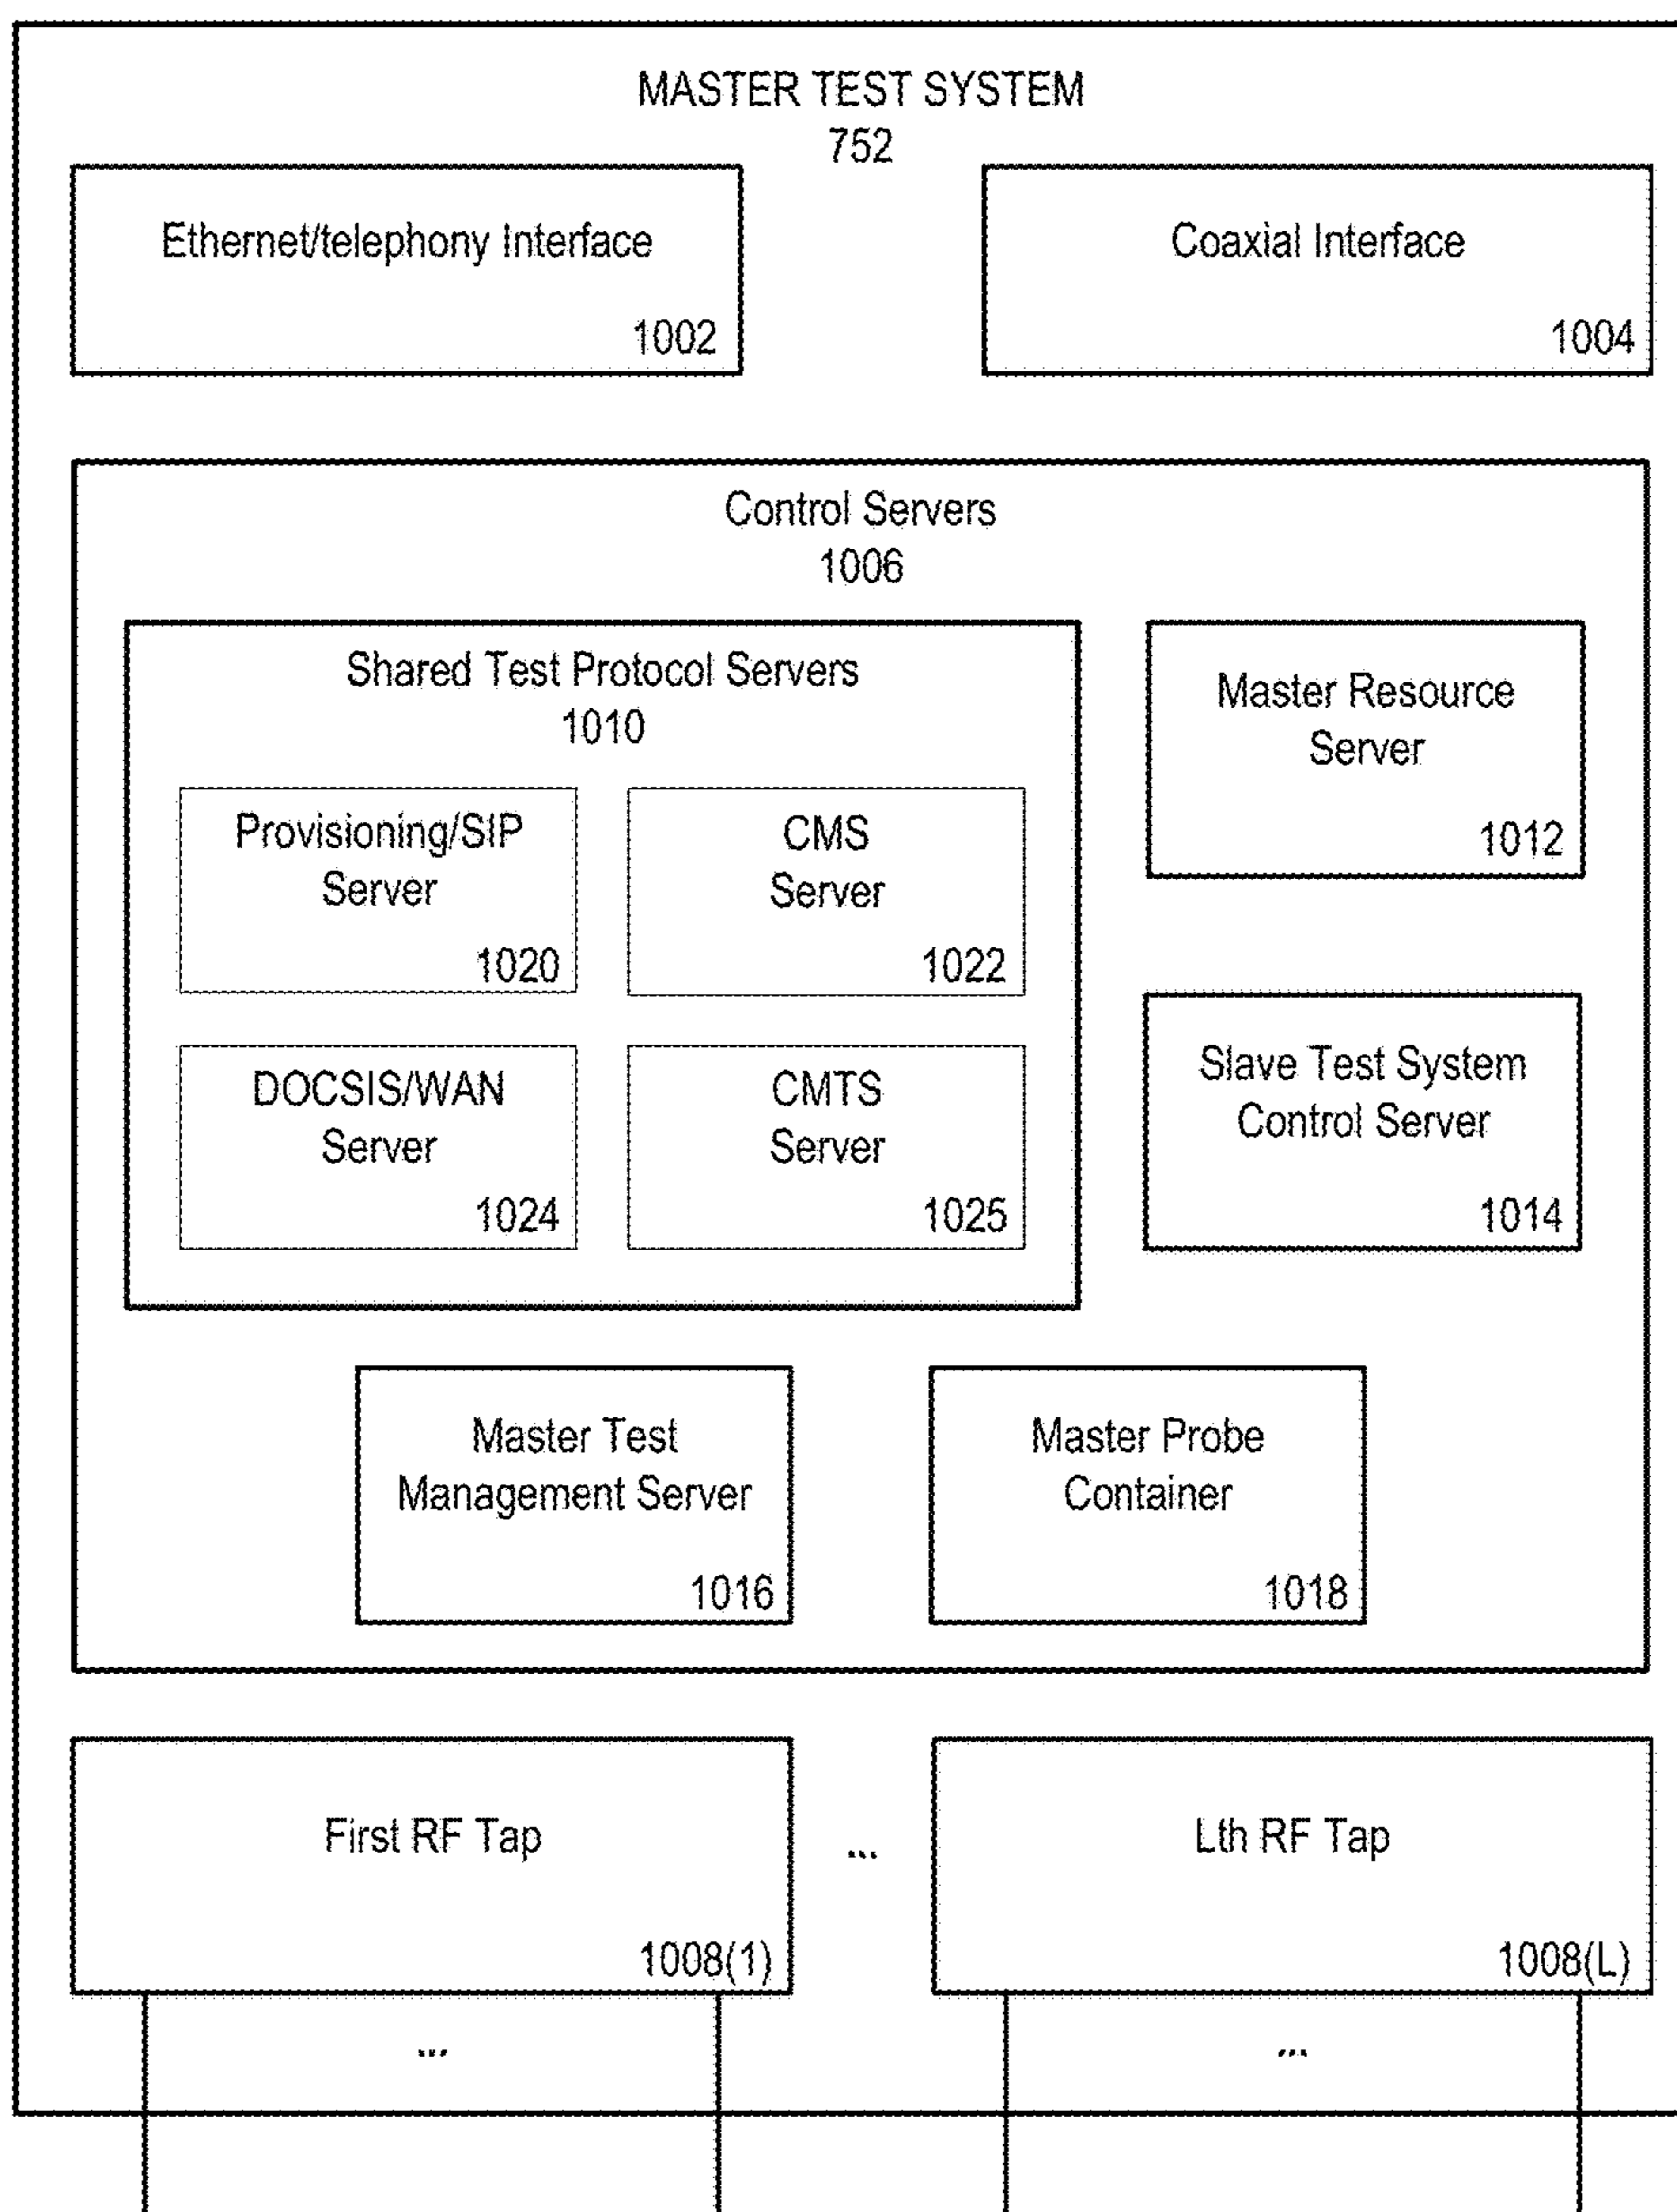 MASTER TEST SYSTEM
752
Ethernet/telephony Interface
1002
Coaxial Interface
1004
Control Servers
1006
Shared Test Protocol Servers
1010
Provisioning/SIP
Server
1020
CMS
Server
1022
DOCSIS/WAN
Server
1024
CMTS
Server
1025
Master Resource
Server
1012
Slave Test System
Control Server
1014
Master Test
Management Server
1016
Master Probe
Container
1018
First RF Tap
1008(1)
...
Lth RF Tap
1008(L)
...
...